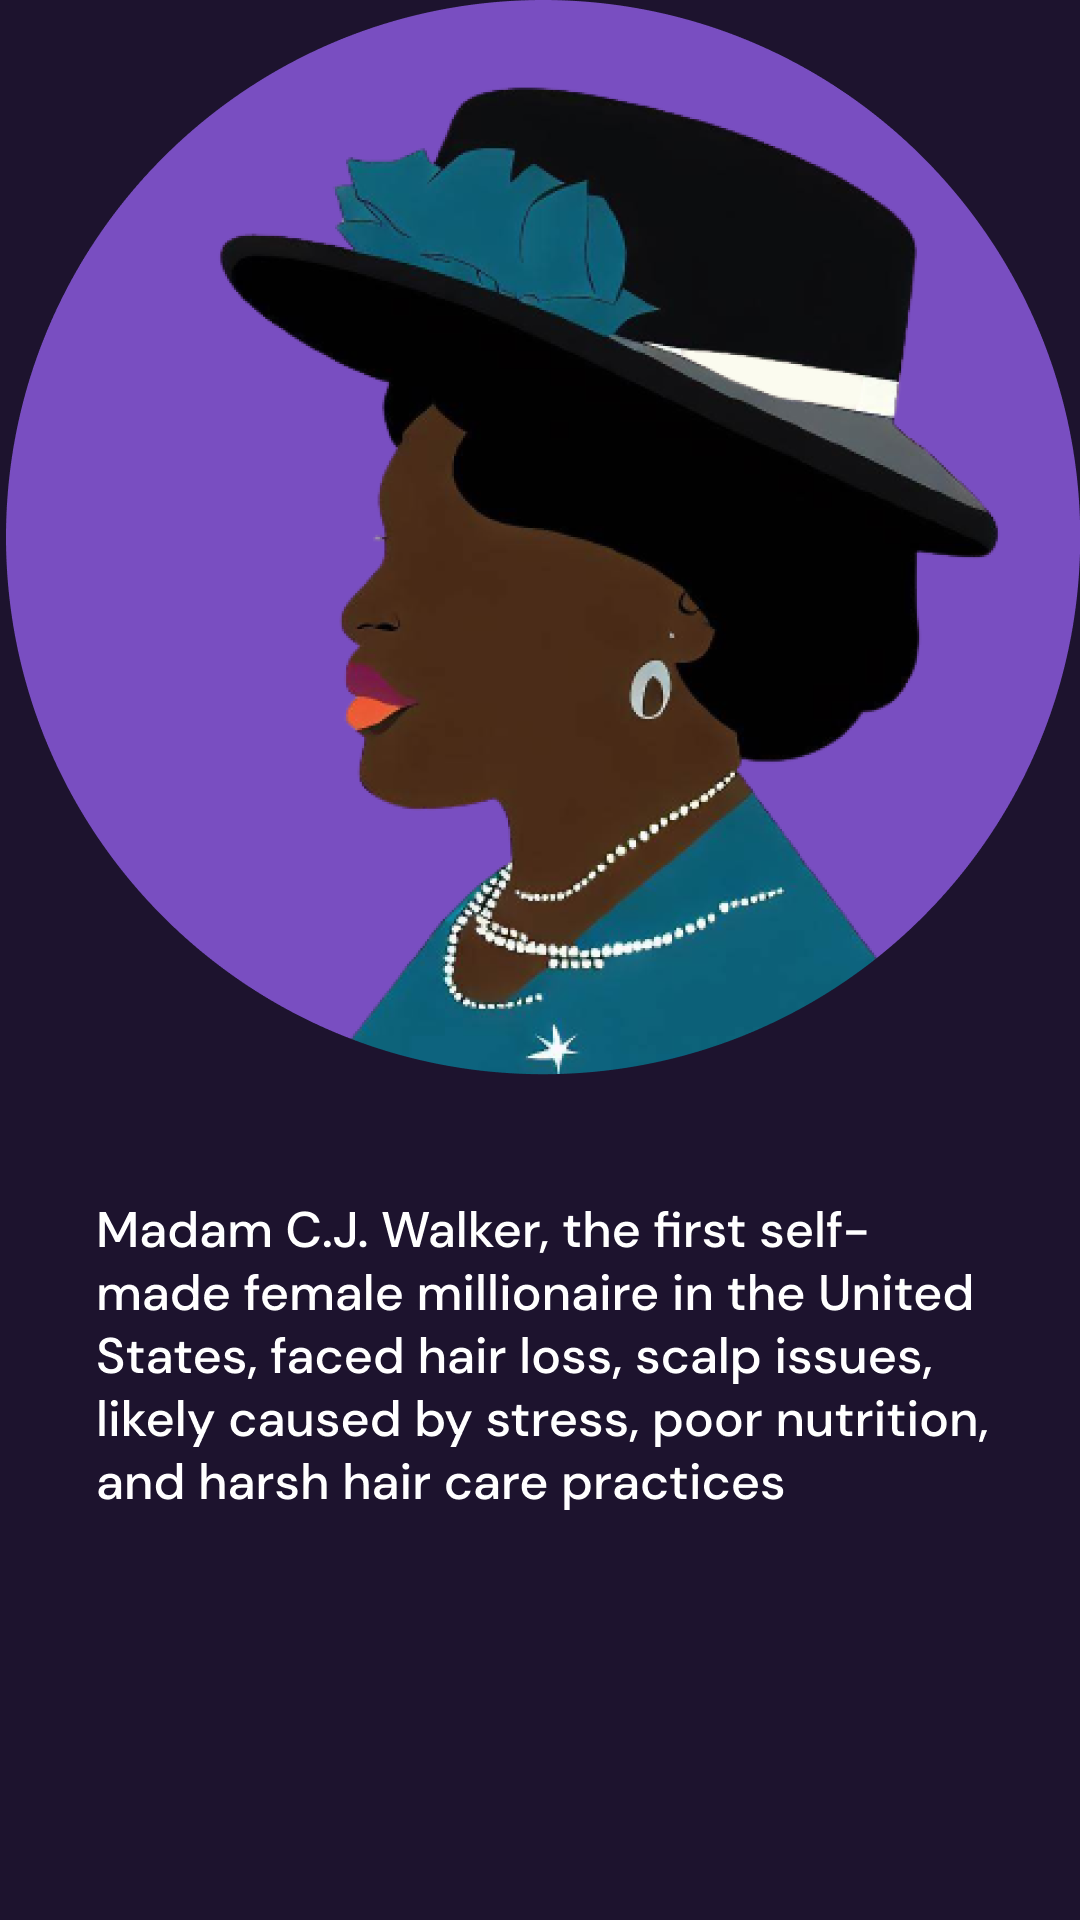 Madam C.J. Walker, the first self-
made female millionaire in the United
States, faced hair loss, scalp issues,
likely caused by stress, poor nutrition,
and harsh hair care practices